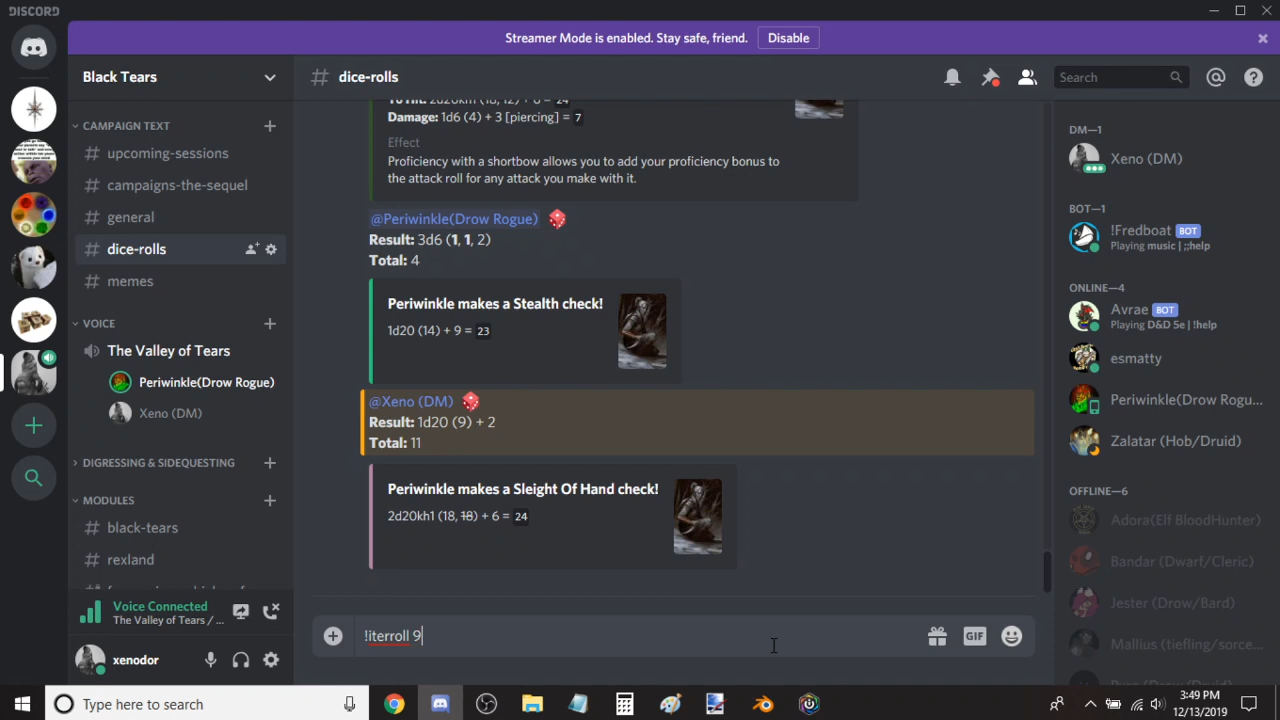 DISCORD
Streamer Mode is enabled. Stay safe, friend. Disable
Black Tears
# dice-rolls
Search
CAMPAIGN TEXT
# upcoming-sessions
# campaigns-the-sequel
# general
# dice-rolls
# memes
VOICE
The Valley of Tears
Periwinkle(Drow Rogue)
Xeno (DM)
DIGRESSING & SIDEQUESTING
MODULES
# black-tears
# rexland
Voice Connected
The Valley of Tears / ...
xenodor
Damage: 1d6 (4) + 3 [piercing] = 7
Effect
Proficiency with a shortbow allows you to add your proficiency bonus to
the attack roll for any attack you make with it.
@Periwinkle(Drow Rogue)
Result: 3d6 (1, 1, 2)
Total: 4
Periwinkle makes a Stealth check!
1d20 (14) + 9 = 23
@Xeno (DM)
Result: 1d20 (9) + 2
Total: 11
Periwinkle makes a Sleight Of Hand check!
2d20kh1 (18, 18) + 6 = 24
!iterroll 9
GIF
DM—1
Xeno (DM)
BOT—1
!Fredboat BOT
Playing music | ;;help
ONLINE—4
Avrae BOT
Playing D&D 5e | !help
esmatty
Periwinkle(Drow Rogu...
Zalatar (Hob/Druid)
OFFLINE—6
Adora(Elf BloodHunter)
Bandar (Dwarf/Cleric)
Jester (Drow/Bard)
Mallius (tiefling/sorce...
Type here to search
3:49 PM
12/13/2019